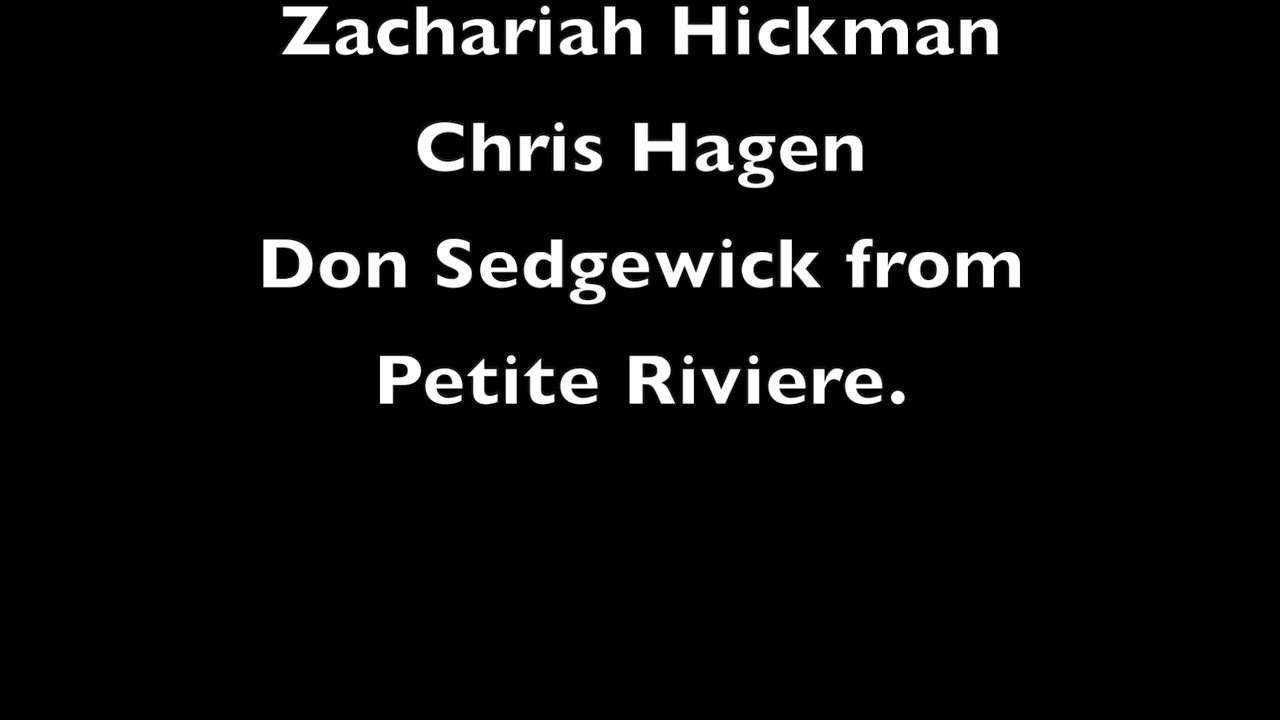 Zachariah Hickman
Chris Hagen
Don Sedgewick from
Petite Riviere.